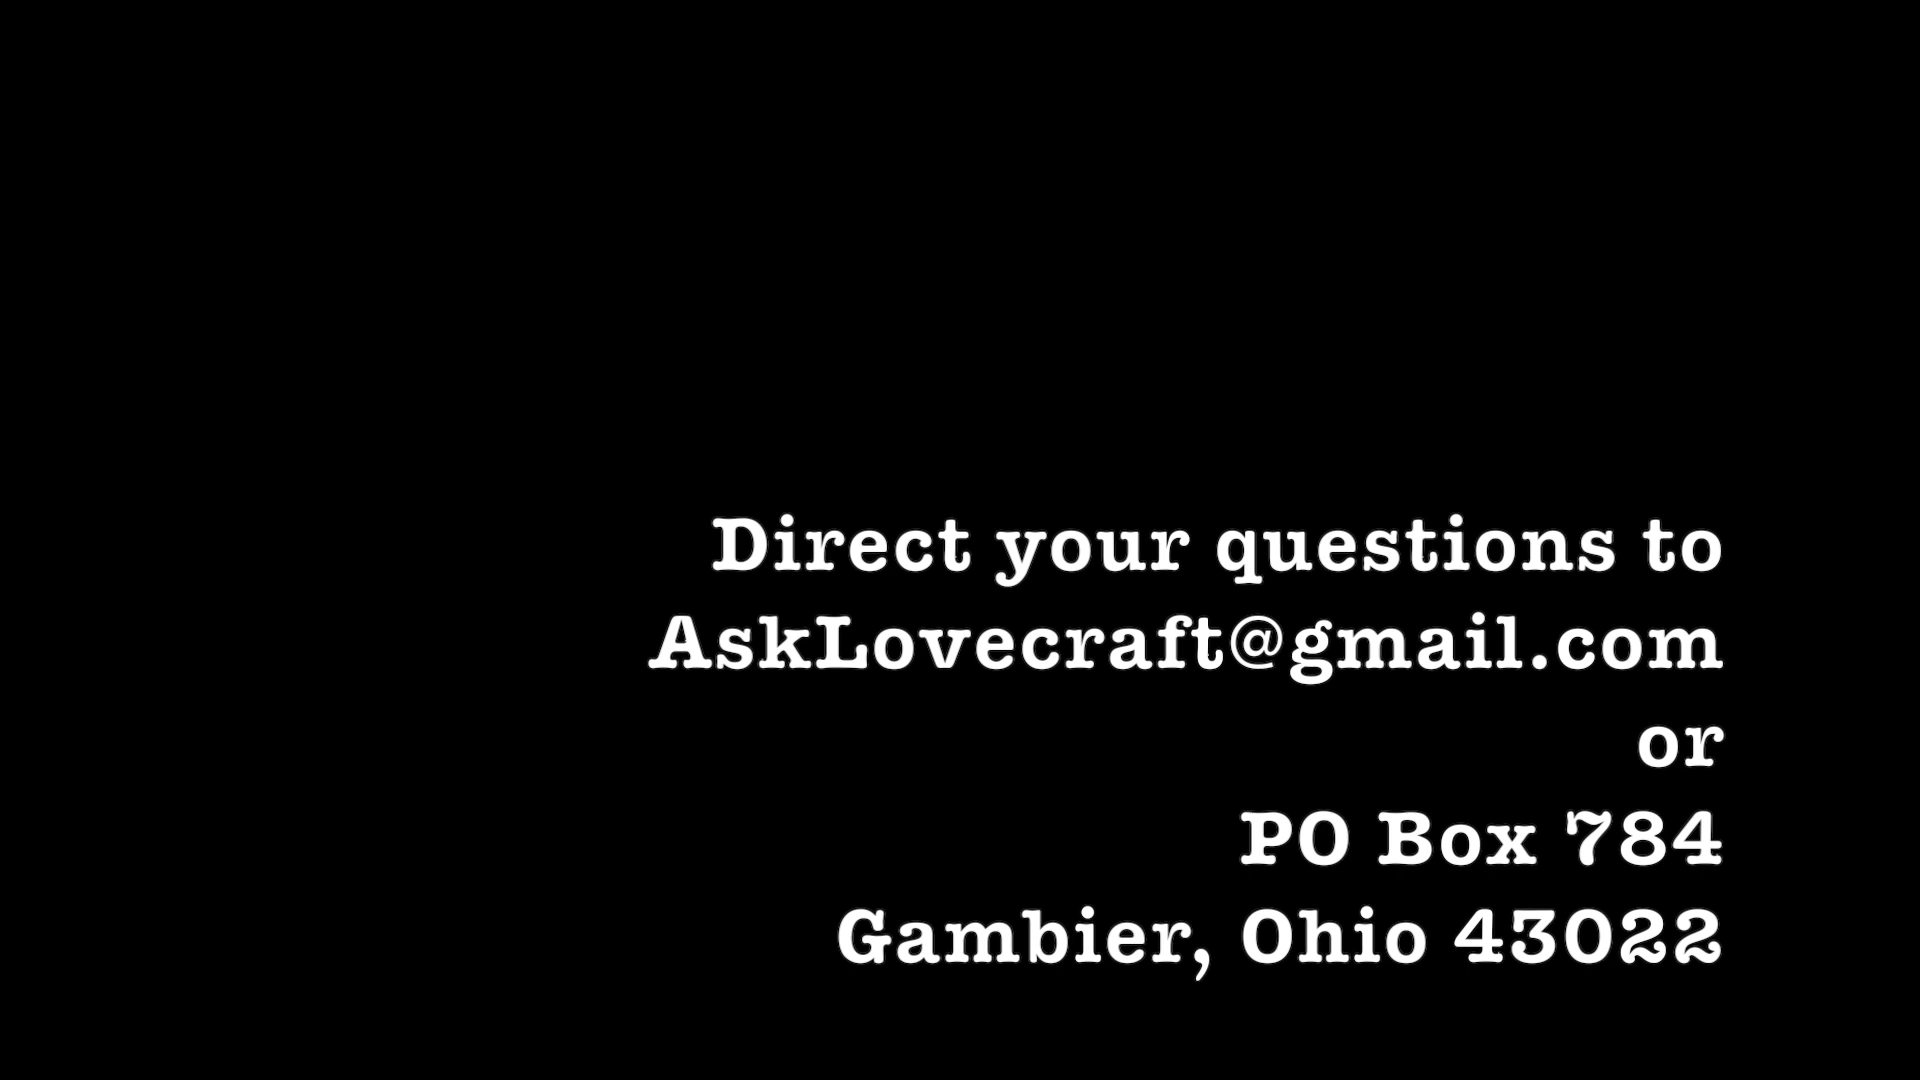 Direct your questions to
AskLovecraft@gmail.com
or
PO Box 784
Gambier, Ohio 43022